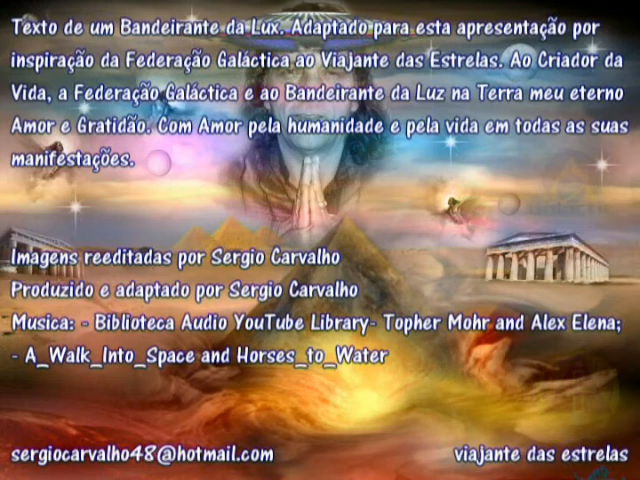 Texto de um Bandeirante da Lux. Adaptado para esta apresentação por
inspiração da Federação Galáctica ao Viajante das Estrelas. Ao Criador da
Vida, a Federação Galáctica e ao Bandeirante da Luz na Terra meu eterno
Amor e Gratidão. Com Amor pela humanidade e pela vida em todas as suas
manifestações.
Imagens reeditadas por Sergio Carvalho
Produzido e adaptado por Sergio Carvalho
Musica: - Biblioteca Audio YouTube Library- Topher Mohr and Alex Elena;
- A_Walk_Into_Space and Horses_to_Water
sergiocarvalho48@hotmail.com viajante das estrelas